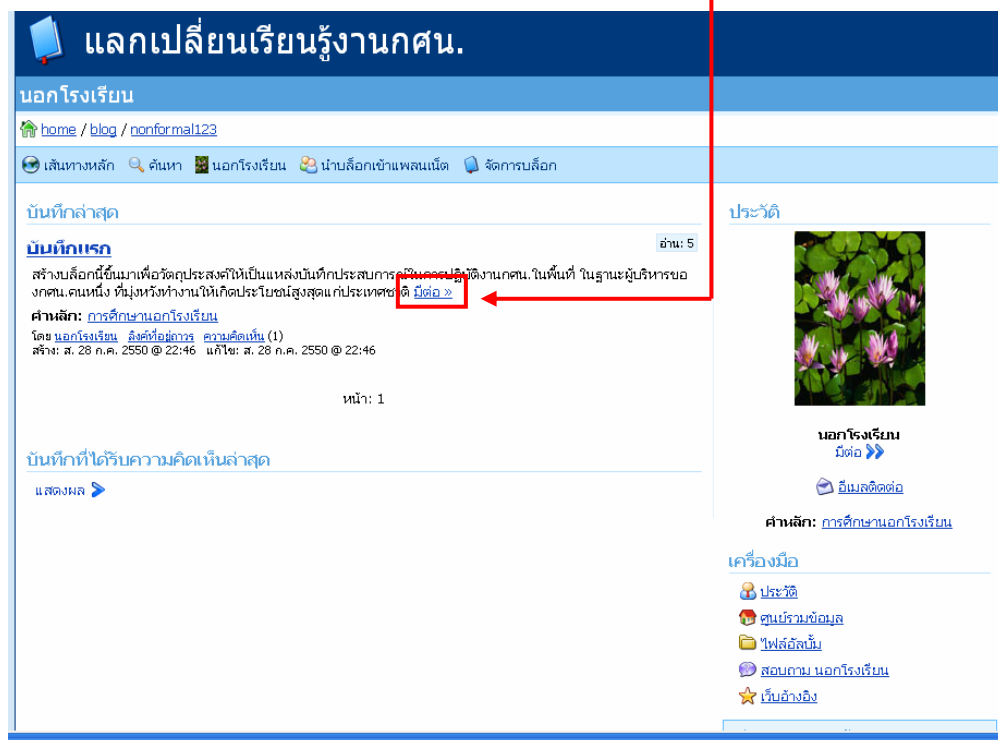 แลกเปลี่ยนเรียนรู้งานกศน.
นอกโรงเรียน
home / blog / nonformal123
เส้นทางหลัก ค้นหา นอกโรงเรียน นำบล็อกเข้าแพลนเน็ต จัดการบล็อก
บันทึกล่าสุด
บันทึกแรก
อ่าน: 5
สร้างบล็อกนี้ขึ้นมาเพื่อวัตถุประสงค์ให้เป็นแหล่งบันทึกประสบการณ์ในการปฏิบัติงานกศน.ในพื้นที่ ในฐานะผู้บริหารขอ
งกศน.คนหนึ่ง ที่มุ่งหวังทำงานให้เกิดประโยชน์สูงสุดแก่ประเทศชาติ มีต่อ »
คำหลัก: การศึกษานอกโรงเรียน
โดย นอกโรงเรียน ลิงค์ที่อยู่ถาวร ความคิดเห็น (1)
สร้าง: ส. 28 ก.ค. 2550 @ 22:46 แก้ไข: ส. 28 ก.ค. 2550 @ 22:46
หน้า: 1
บันทึกที่ได้รับความคิดเห็นล่าสุด
แสดงผล
ประวัติ
นอกโรงเรียน
มีต่อ
อีเมลติดต่อ
คำหลัก: การศึกษานอกโรงเรียน
เครื่องมือ
ประวัติ
ศูนย์รวมข้อมูล
ไฟล์อัลบั้ม
สอบถาม นอกโรงเรียน
เว็บอ้างอิง